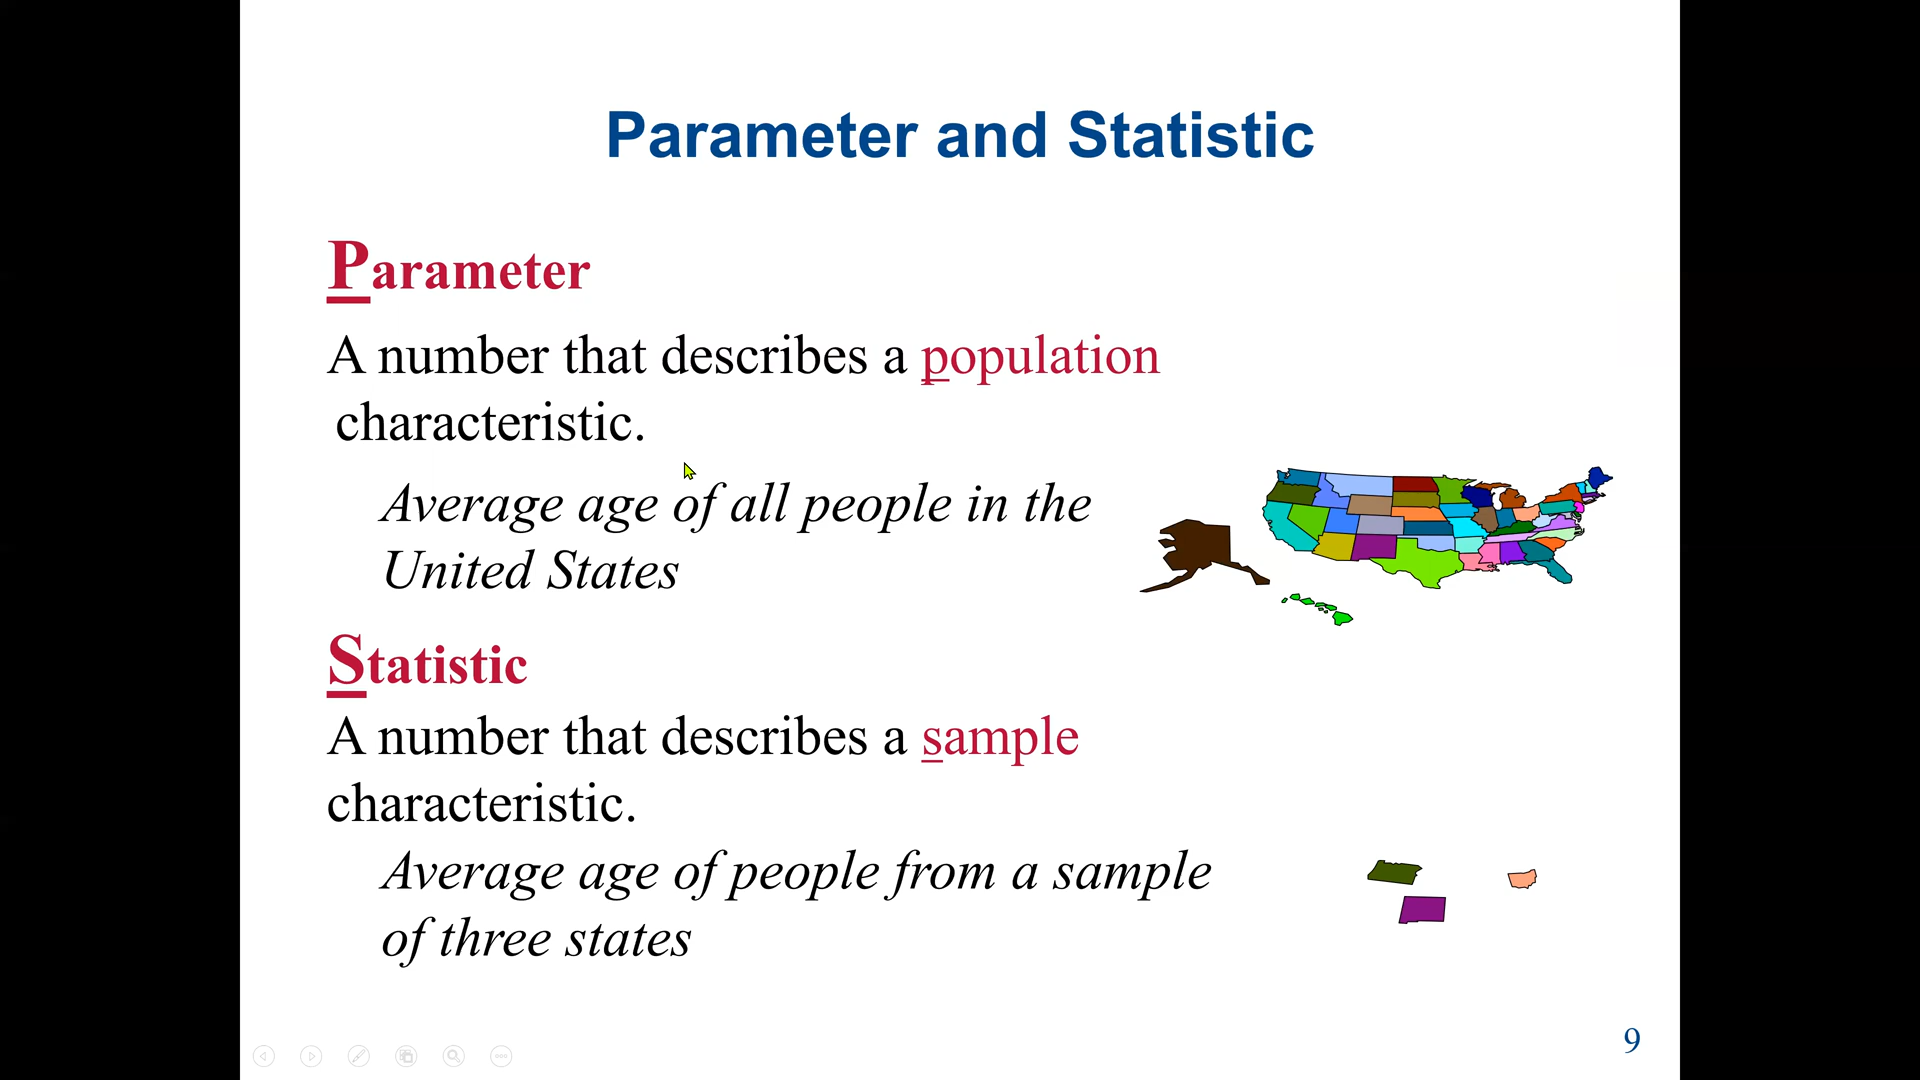 Parameter and Statistic
Parameter
A number that describes a population
characteristic.
Average age of all people in the
United States
Statistic
A number that describes a sample
characteristic.
Average age of people from a sample
of three states
9